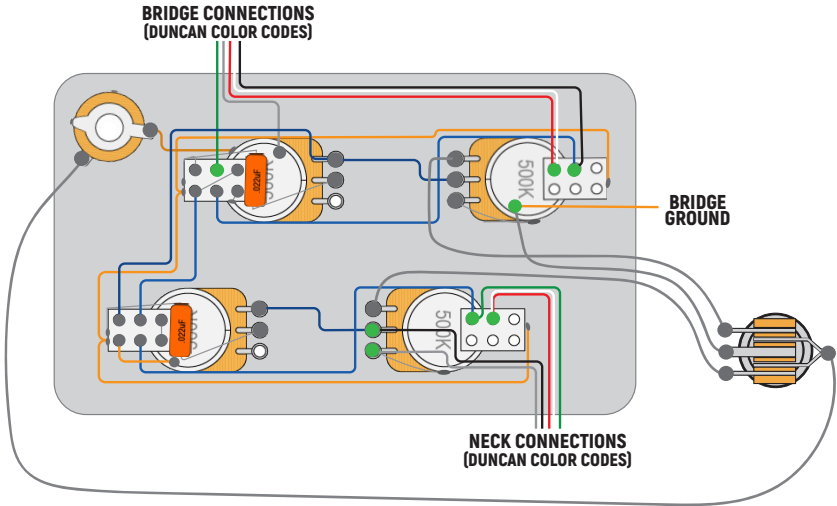 BRIDGE CONNECTIONS
(DUNCAN COLOR CODES)
.022uF
500K
BRIDGE
GROUND
.022uF
500K
NECK CONNECTIONS
(DUNCAN COLOR CODES)